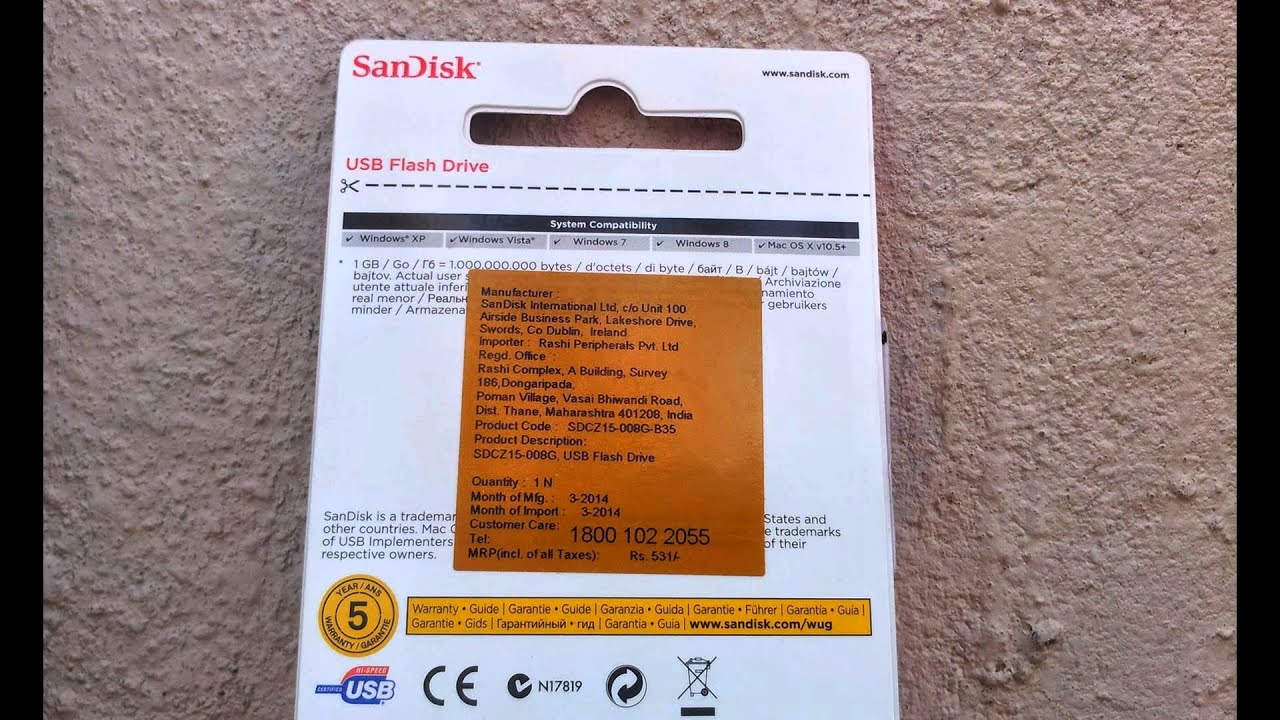 SanDisk
www.sandisk.com
USB Flash Drive
System Compatibility
✓ Windows® XP ✓ Windows Vista® ✓ Windows 7 ✓ Windows 8 ✓ Mac OS X v10.5+
* 1 GB / Go / Гб = 1.000.000.000 bytes / d'octets / di byte / байт / B / bájt / bajtów /
bajtov. Actual user / Archiviazione
utente attuale
real menor / gebruikers
minder /
Manufacturer :
SanDisk International Ltd, c/o Unit 100
Airside Business Park, Lakeshore Drive,
Swords, Co Dublin, Ireland
Importer : Rashi Peripherals Pvt. Ltd
Regd. Office :
Rashi Complex, A Building, Survey
186,Dongaripada,
Poman Village, Vasai Bhiwandi Road,
Dist. Thane, Maharashtra 401208, India
Product Code : SDCZ15-008G-B35
Product Description:
SDCZ15-008G, USB Flash Drive
Quantity : 1 N
Month of Mfg. : 3-2014
Month of Import : 3-2014
Customer Care:
Tel: 1800 102 2055
MRP(incl. of all Taxes): Rs. 531/-
SanDisk is a States and
other countries. Mac trademarks
of USB Implementers of their
respective owners.
YEAR / ANS
5
WARRANTY / GARANTIE
Warranty • Guide | Garantie • Guide | Garanzia • Guida | Garantie • Führer | Garantía • Guía |
Garantie • Gids | Гарантийный • гид | Garantia • Guia | www.sandisk.com/wug
HI-SPEED
CERTIFIED USB
CE
N17819